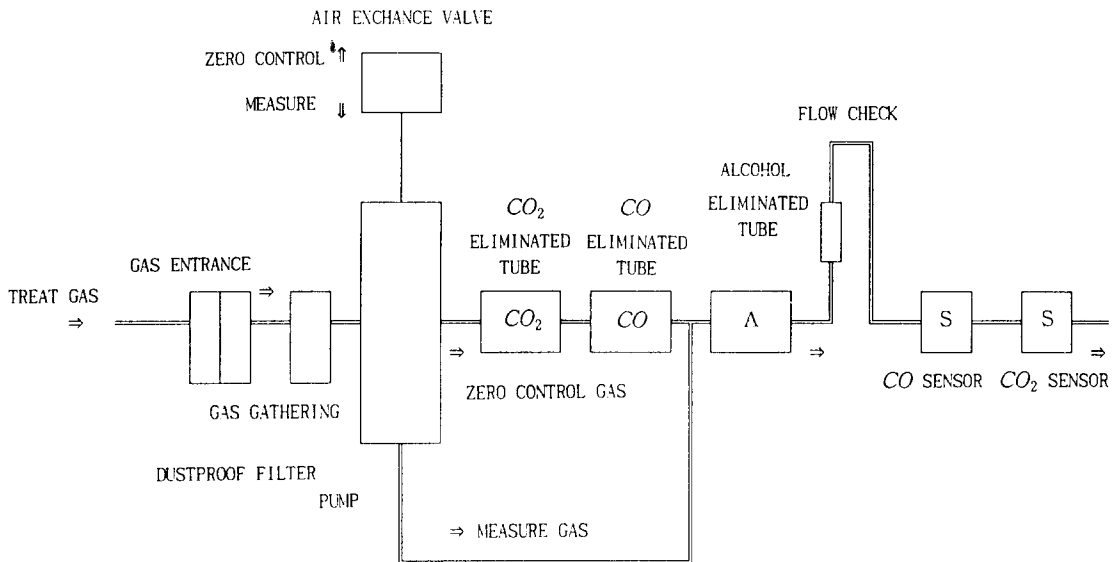 AIR EXCHANCE VALVE
ZERO CONTROL ⇑
MEASURE ⇓
FLOW CHECK
ALCOHOL
ELIMINATED
TUBE
CO₂
ELIMINATED
TUBE
CO
ELIMINATED
TUBE
GAS ENTRANCE
TREAT GAS
⇒
⇒
CO₂
CO
A
S
S
⇒
⇒
⇒
ZERO CONTROL GAS
CO SENSOR
CO₂ SENSOR
GAS GATHERING
DUSTPROOF FILTER
PUMP
⇒ MEASURE GAS